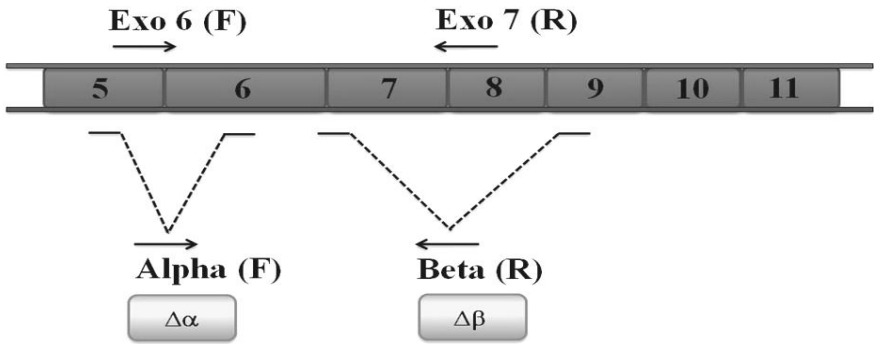 Exo 6 (F) Exo 7 (R)
5 6 7 8 9 10 11
Alpha (F) Beta (R)
Δα Δβ